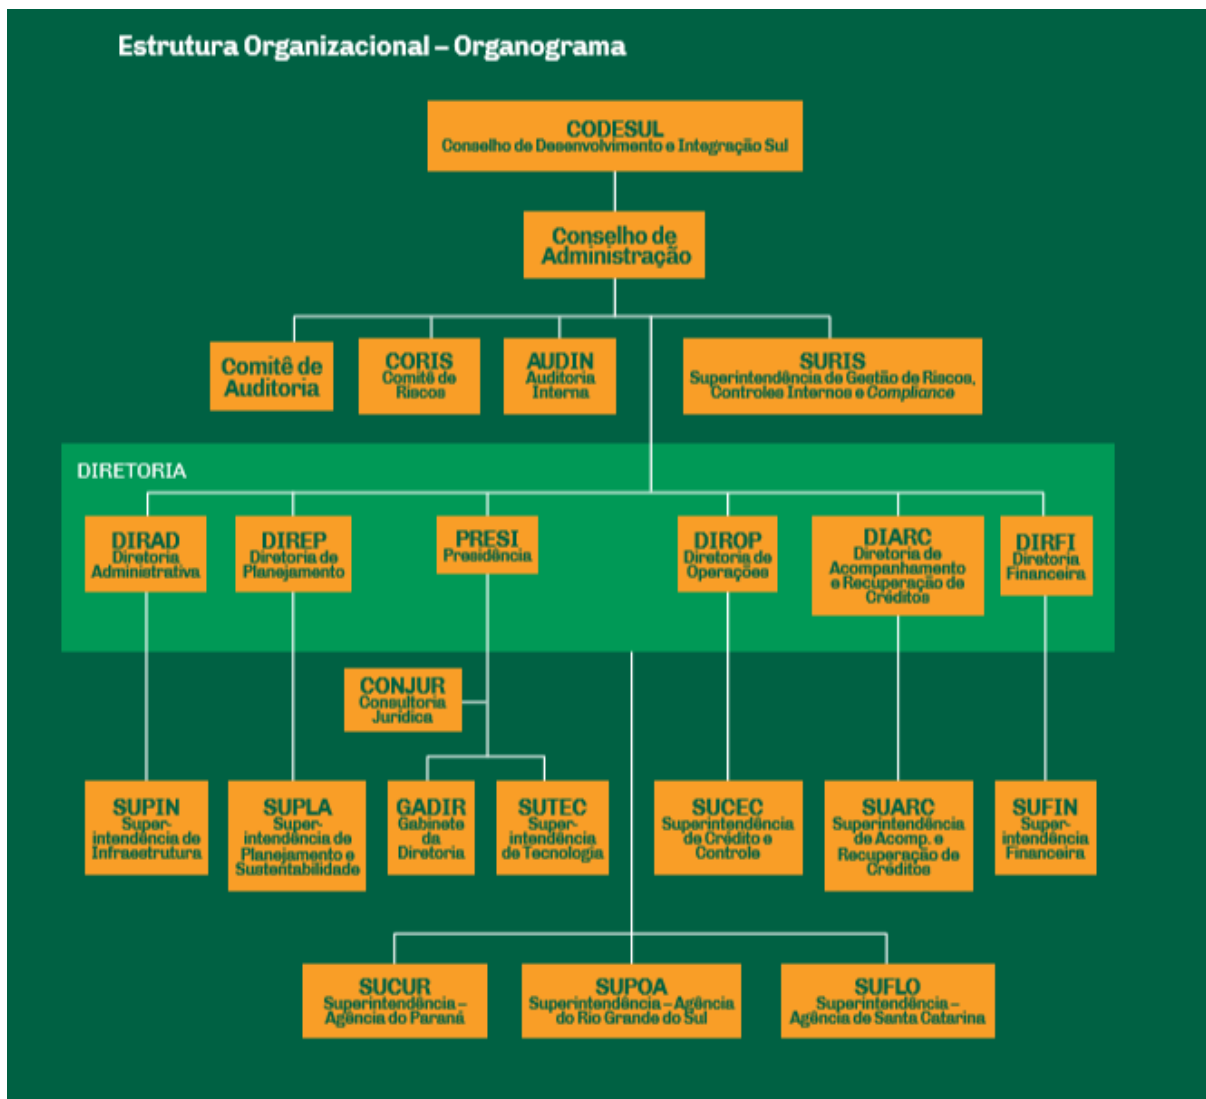 Estrutura Organizacional – Organograma
CODESUL
Conselho de Desenvolvimento e Integração Sul
Conselho de
Administração
Comitê de
Auditoria
CORIS
Comitê de
Riscos
AUDIN
Auditoria
Interna
SURIS
Superintendência de Gestão de Riscos,
Controles Internos e Compliance
DIRETORIA
DIRAD
Diretoria
Administrativa
DIREP
Diretoria de
Planejamento
PRESI
Presidência
DIROP
Diretoria de
Operações
DIARC
Diretoria de
Acompanhamento
e Recuperação de
Créditos
DIRFI
Diretoria
Financeira
CONJUR
Consultoria
Jurídica
SUPIN
Super-
intendência de
Infraestrutura
SUPLA
Super-
intendência de
Planejamento e
Sustentabilidade
GADIR
Gabinete
da
Diretoria
SUTEC
Super-
intendência
de Tecnologia
SUCEC
Superintendência
de Crédito e
Controle
SUARC
Superintendência
de Acomp. e
Recuperação de
Créditos
SUFIN
Super-
intendência
Financeira
SUCUR
Superintendência –
Agência do Paraná
SUPOA
Superintendência – Agência
do Rio Grande do Sul
SUFLO
Superintendência –
Agência de Santa Catarina